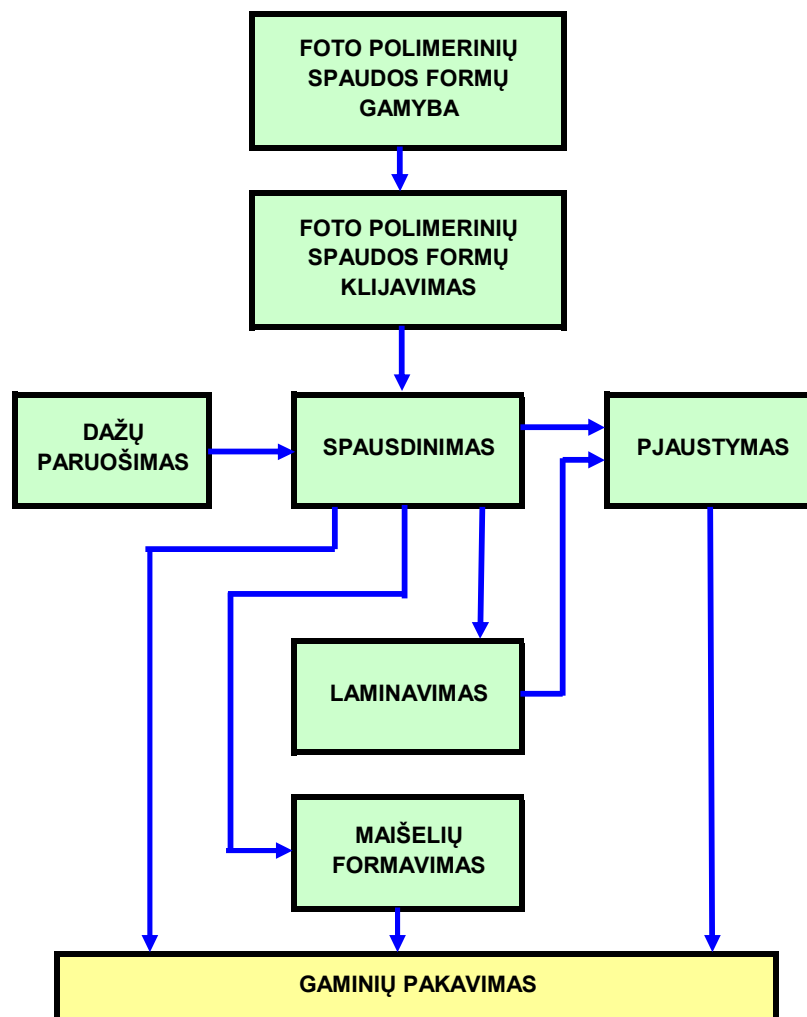 FOTO POLIMERINIŲ
SPAUDOS FORMŲ
GAMYBA
FOTO POLIMERINIŲ
SPAUDOS FORMŲ
KLIJAVIMAS
DAŽŲ
PARUOŠIMAS
SPAUSDINIMAS
PJAUSTYMAS
LAMINAVIMAS
MAIŠELIŲ
FORMAVIMAS
GAMINIŲ PAKAVIMAS